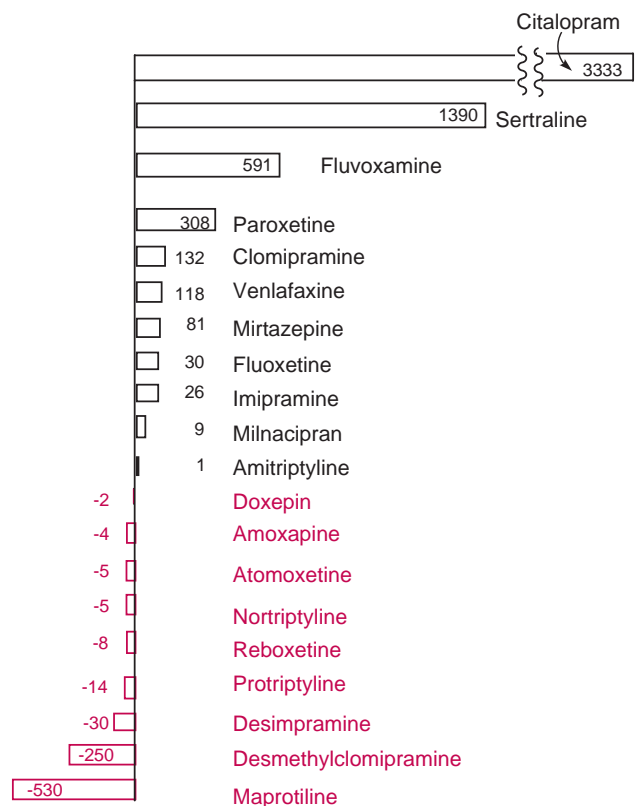 Citalopram
3333
1390 Sertraline
591 Fluvoxamine
308 Paroxetine
132 Clomipramine
118 Venlafaxine
81 Mirtazepine
30 Fluoxetine
26 Imipramine
9 Milnacipran
1 Amitriptyline
-2 Doxepin
-4 Amoxapine
-5 Atomoxetine
-5 Nortriptyline
-8 Reboxetine
-14 Protriptyline
-30 Desimpramine
-250 Desmethylclomipramine
-530 Maprotiline